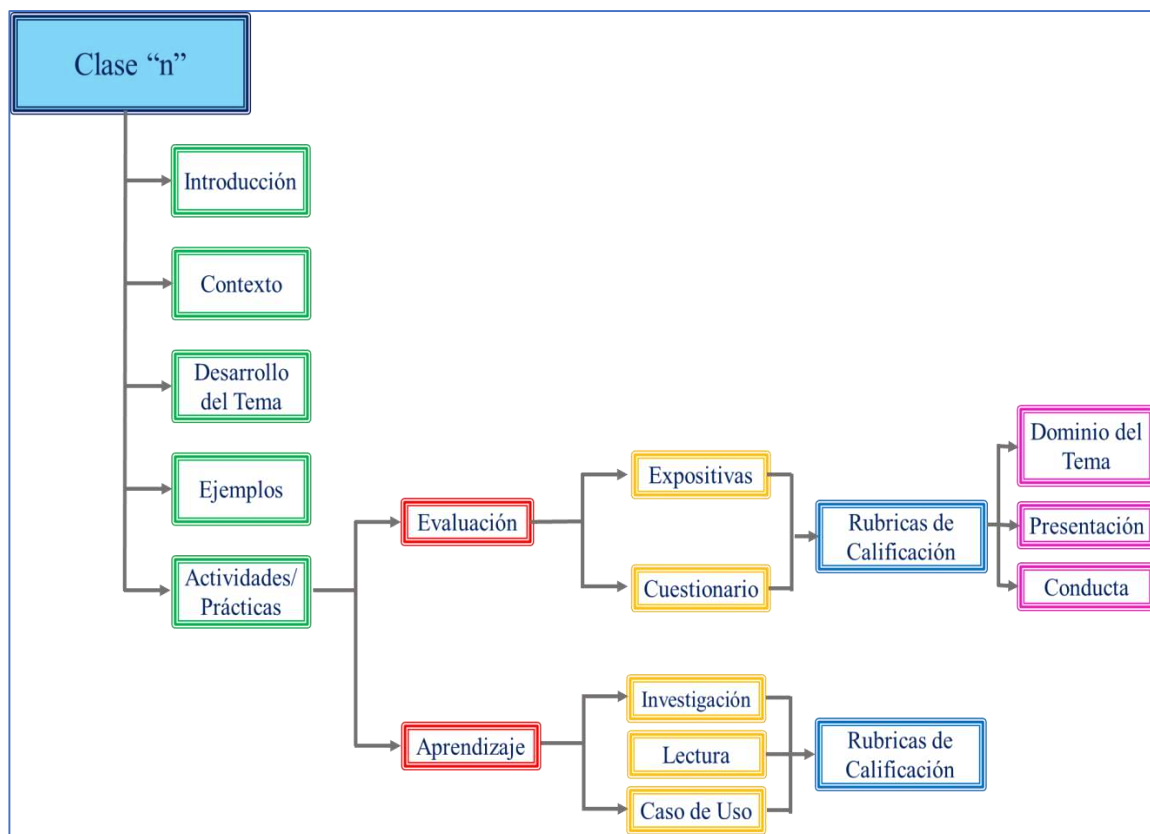 Clase “n”
Introducción
Contexto
Desarrollo
del Tema
Ejemplos
Actividades/
Prácticas
Evaluación
Aprendizaje
Expositivas
Cuestionario
Investigación
Lectura
Caso de Uso
Rubricas de
Calificación
Rubricas de
Calificación
Dominio del
Tema
Presentación
Conducta